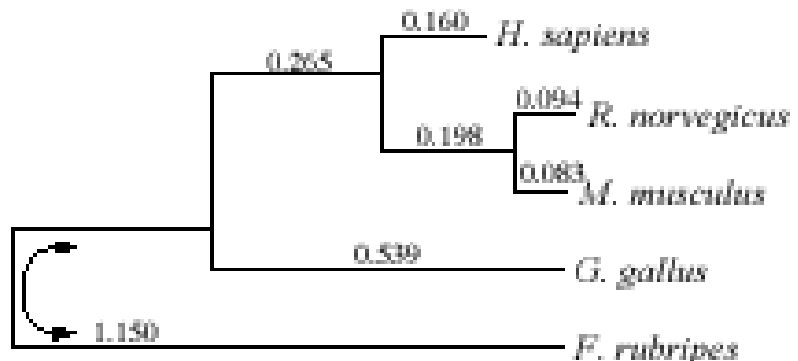 0.160 H. sapiens
0.265
0.094 R. norvegicus
0.198
0.083 M. musculus
0.539 G. gallus
1.150 F. rubripes